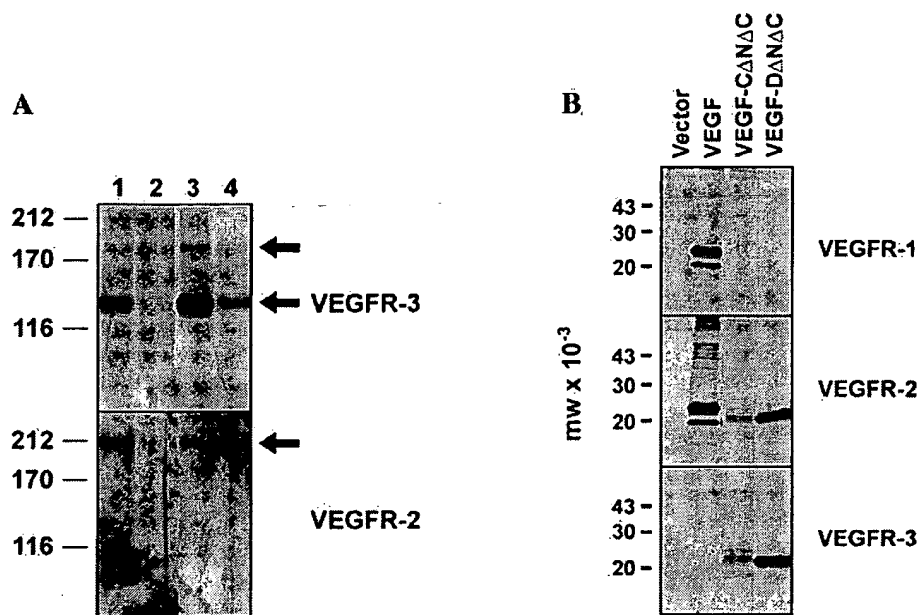 A
1 2 3 4
212
170
116
VEGFR-3
212
170
116
VEGFR-2
B
Vector
VEGF
VEGF-CΔNΔC
VEGF-DΔNΔC
mw x 10⁻³
43
30
20
VEGFR-1
43
30
20
VEGFR-2
43
30
20
VEGFR-3